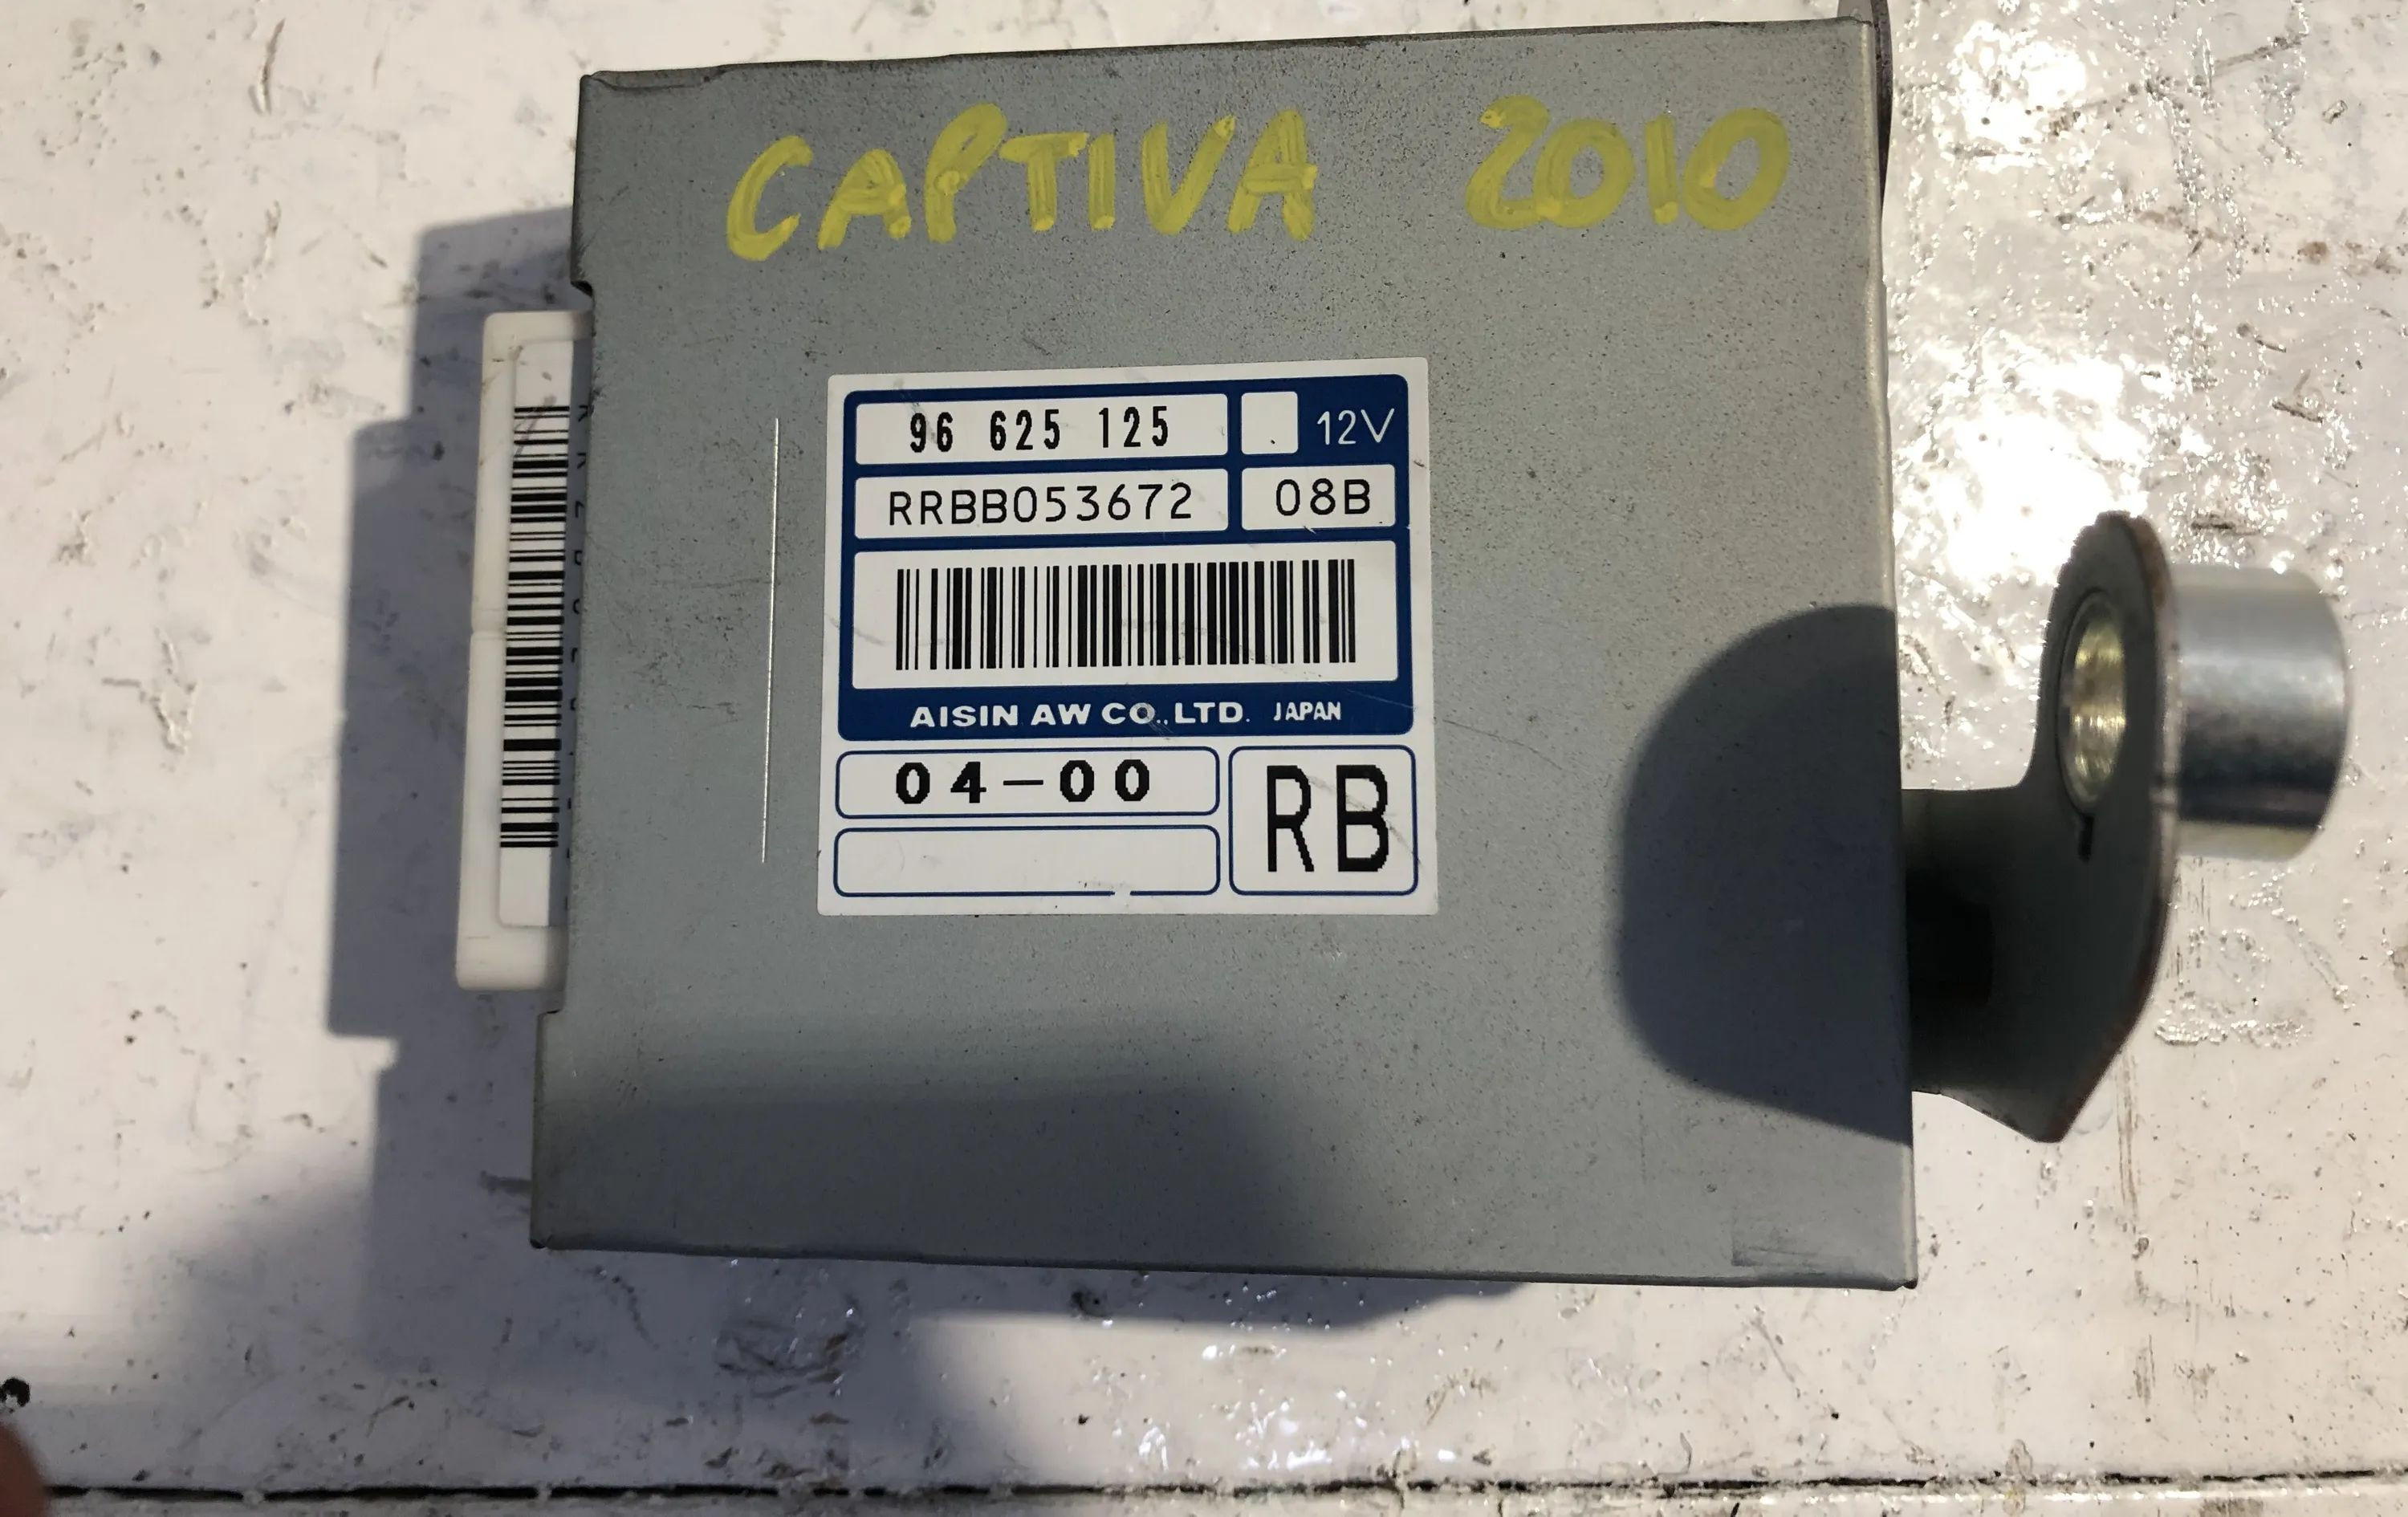 CAPTIVA 2010
96 625 125 12V
RRBB053672 08B
AISIN AW CO.,LTD. JAPAN
04-00
RB